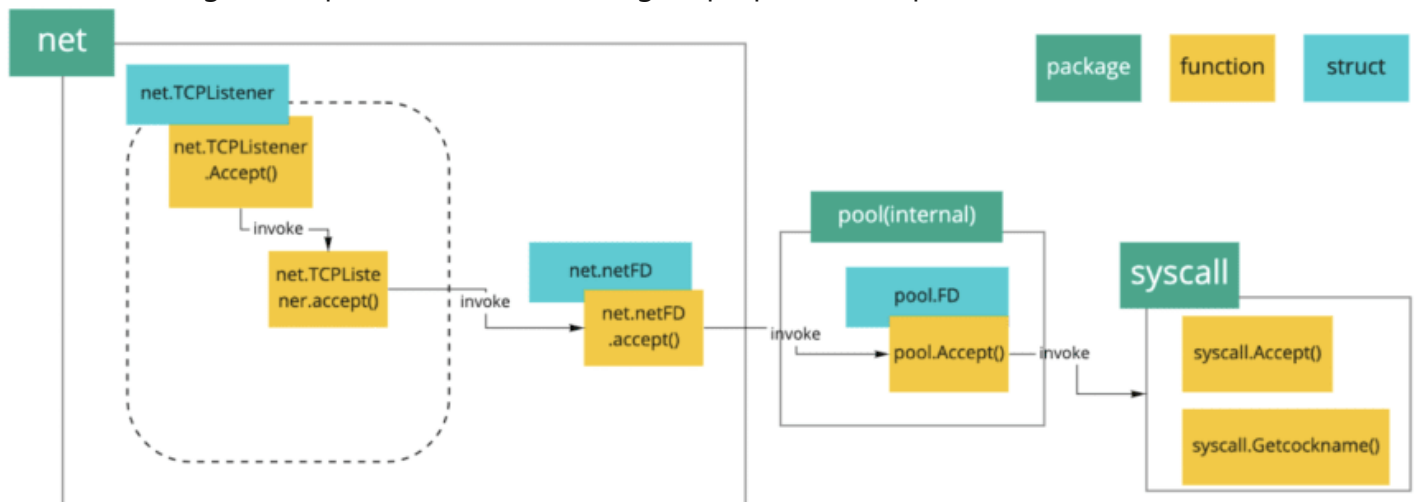 net
package
function
struct
net.TCPListener
net.TCPListener
.Accept()
invoke
net.TCPListe
ner.accept()
invoke
net.netFD
net.netFD
.accept()
invoke
pool(internal)
pool.FD
pool.Accept()
invoke
syscall
syscall.Accept()
syscall.Getcockname()